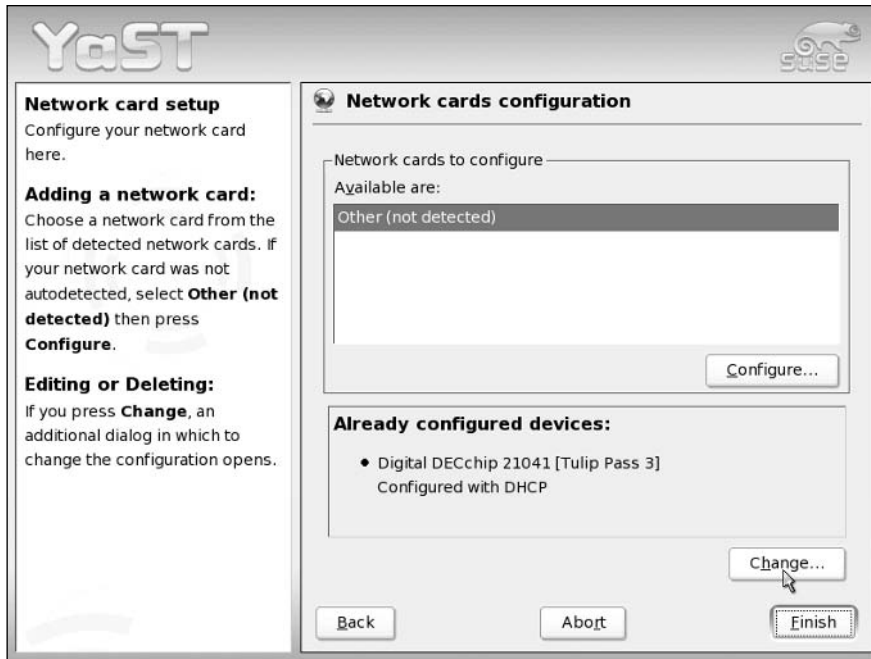 YaST
SUSE
Network card setup
Configure your network card
here.
Adding a network card:
Choose a network card from the
list of detected network cards. If
your network card was not
autodetected, select Other (not
detected) then press
Configure.
Editing or Deleting:
If you press Change, an
additional dialog in which to
change the configuration opens.
Network cards configuration
Network cards to configure
Available are:
Other (not detected)
Configure...
Already configured devices:
Digital DECchip 21041 [Tulip Pass 3]
Configured with DHCP
Change...
Back
Abort
Finish